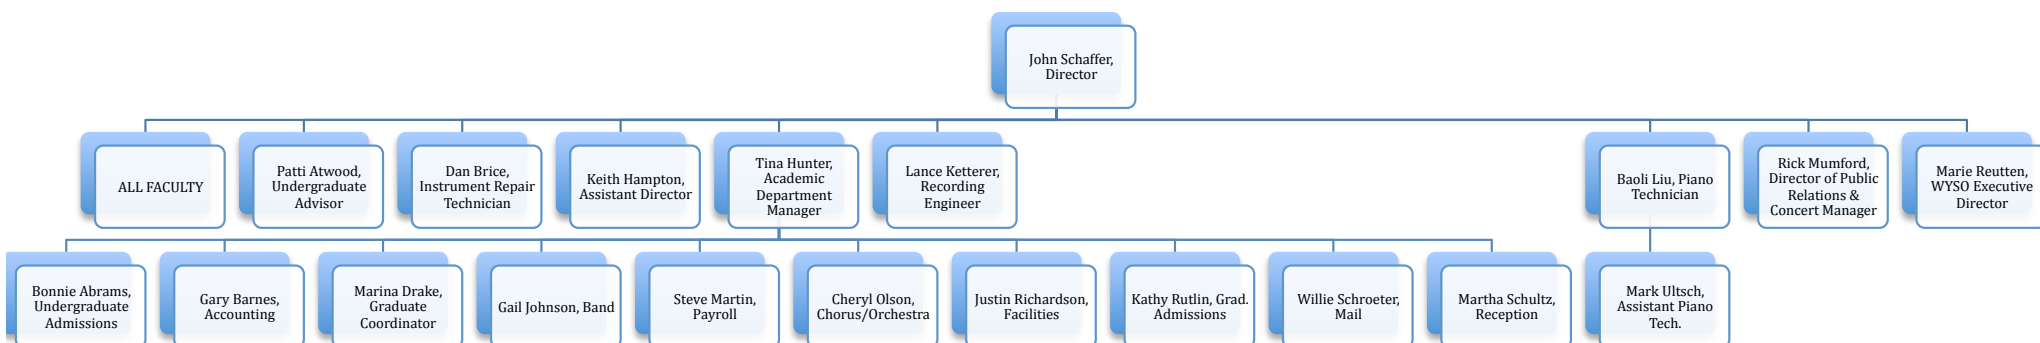 John Schaffer,
Director
ALL FACULTY
Patti Atwood,
Undergraduate
Advisor
Dan Brice,
Instrument Repair
Technician
Keith Hampton,
Assistant Director
Tina Hunter,
Academic
Department
Manager
Lance Ketterer,
Recording
Engineer
Baoli Liu, Piano
Technician
Rick Mumford,
Director of Public
Relations &
Concert Manager
Marie Reutten,
WYSO Executive
Director
Bonnie Abrams,
Undergraduate
Admissions
Gary Barnes,
Accounting
Marina Drake,
Graduate
Coordinator
Gail Johnson, Band
Steve Martin,
Payroll
Cheryl Olson,
Chorus/Orchestra
Justin Richardson,
Facilities
Kathy Rutlin, Grad.
Admissions
Willie Schroeter,
Mail
Martha Schultz,
Reception
Mark Ultsch,
Assistant Piano
Tech.